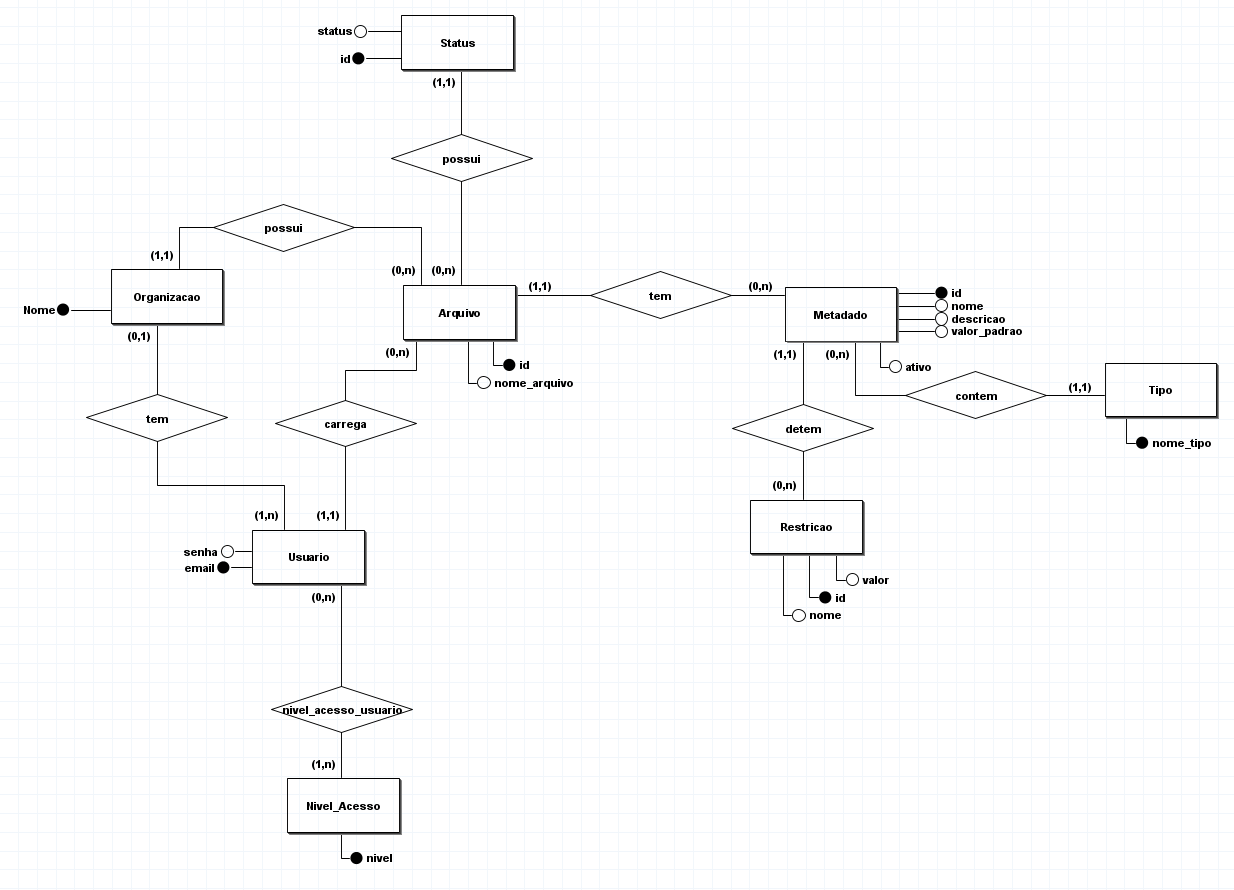 status
Status
id
(1,1)
possui
possui
(1,1)
(0,n)
(0,n)
Organizacao
Nome
(0,1)
Arquivo
(1,1)
tem
(0,n)
Metadado
id
nome
descricao
valor_padrao
(0,n)
id
nome_arquivo
(1,1)
(0,n)
ativo
contem
(1,1)
Tipo
nome_tipo
tem
carrega
detem
(0,n)
Restricao
valor
id
nome
(1,n)
(1,1)
senha
email
Usuario
(0,n)
nivel_acesso_usuario
(1,n)
Nivel_Acesso
nivel